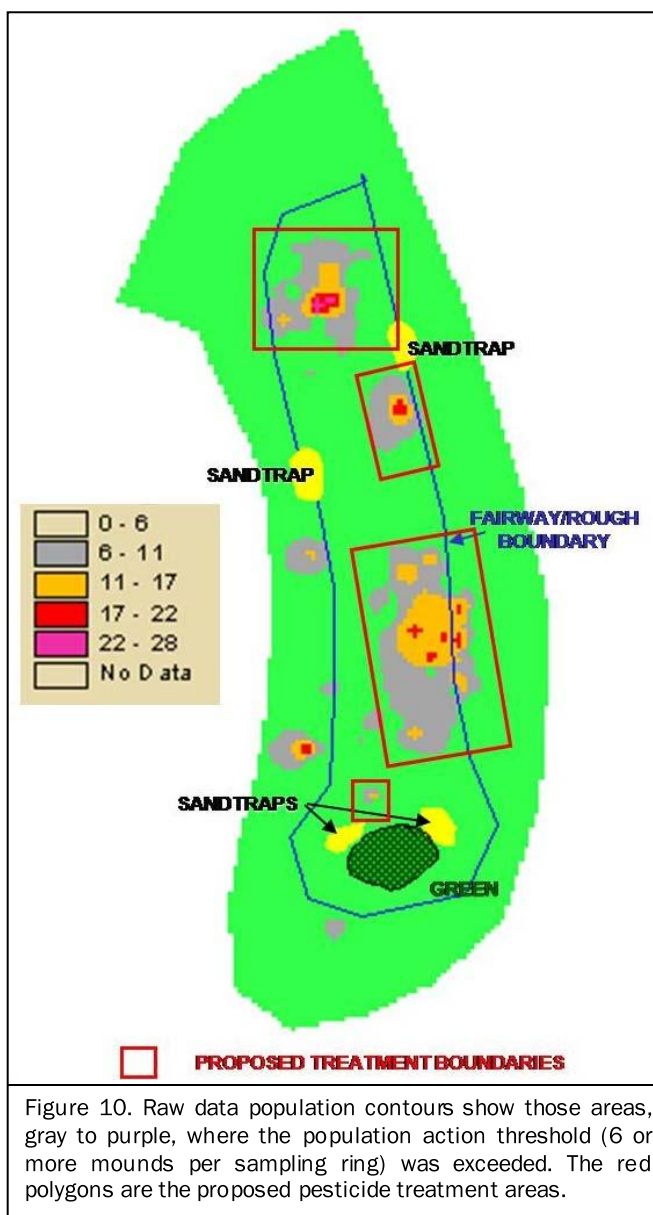 SANDTRAP
SANDTRAP
FAIRWAY/ROUGH
BOUNDARY
0 - 6
6 - 11
11 - 17
17 - 22
22 - 28
No Data
SANDTRAPS
GREEN
PROPOSED TREATMENT BOUNDARIES
Figure 10. Raw data population contours show those areas,
gray to purple, where the population action threshold (6 or
more mounds per sampling ring) was exceeded. The red
polygons are the proposed pesticide treatment areas.